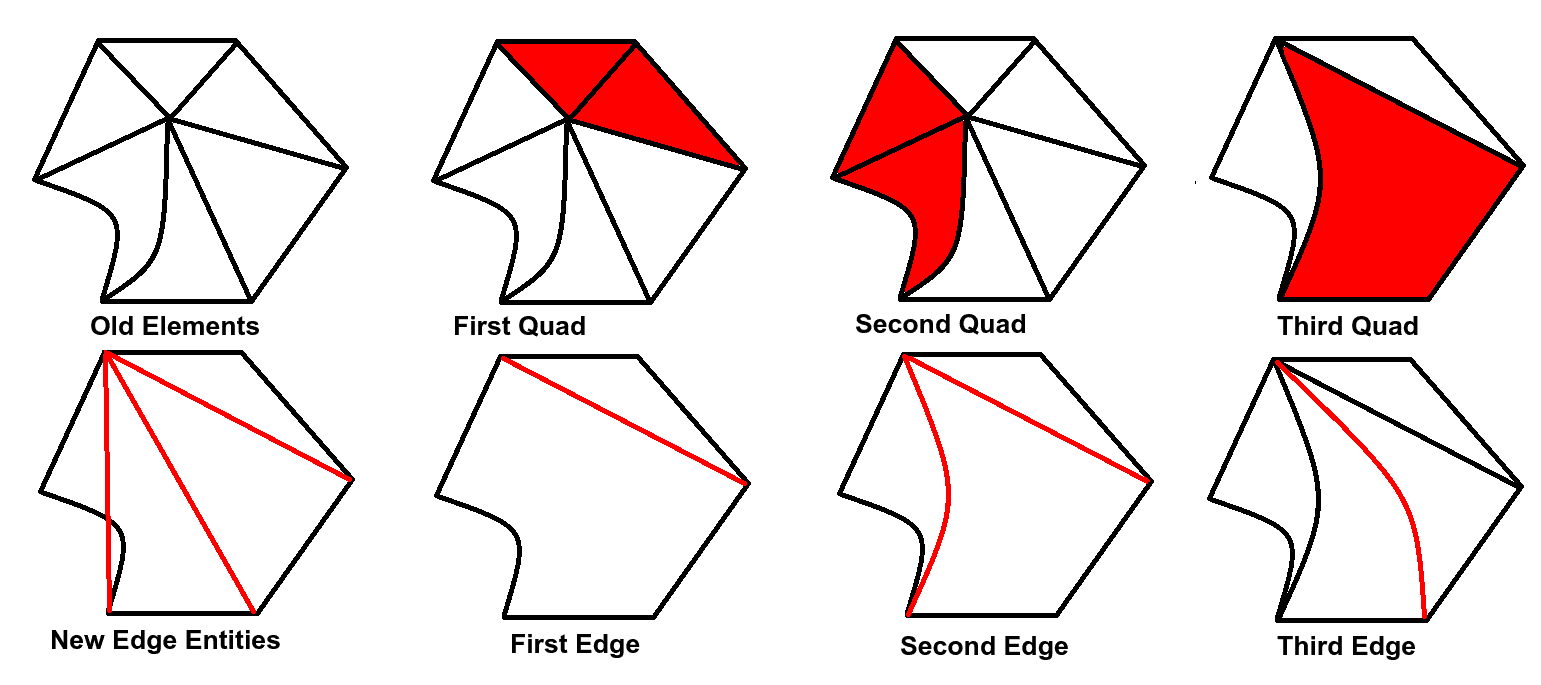 Old Elements
First Quad
Second Quad
Third Quad
New Edge Entities
First Edge
Second Edge
Third Edge